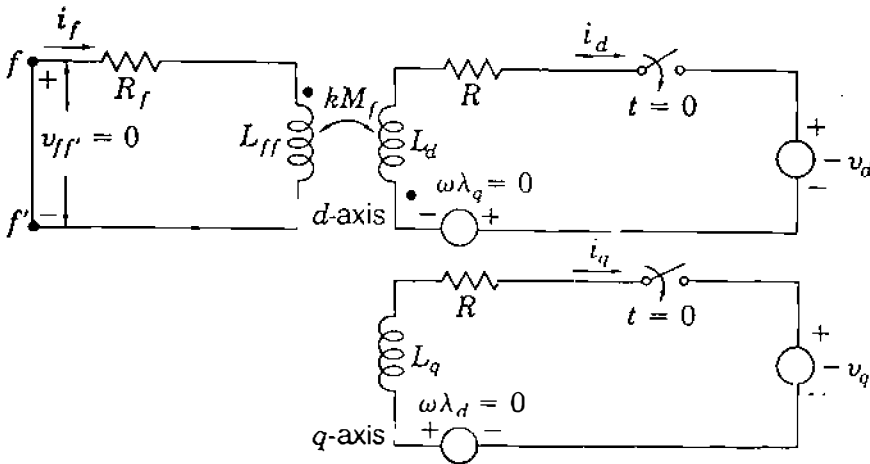 i_f
f
+
R_f
v_ff' = 0
f'
−
L_ff
kM_f
L_d
R
i_d
t = 0
+
− v_d
−
ωλ_q = 0
d-axis
− +
i_q
R
t = 0
L_q
+
− v_q
−
ωλ_d = 0
q-axis
+ −